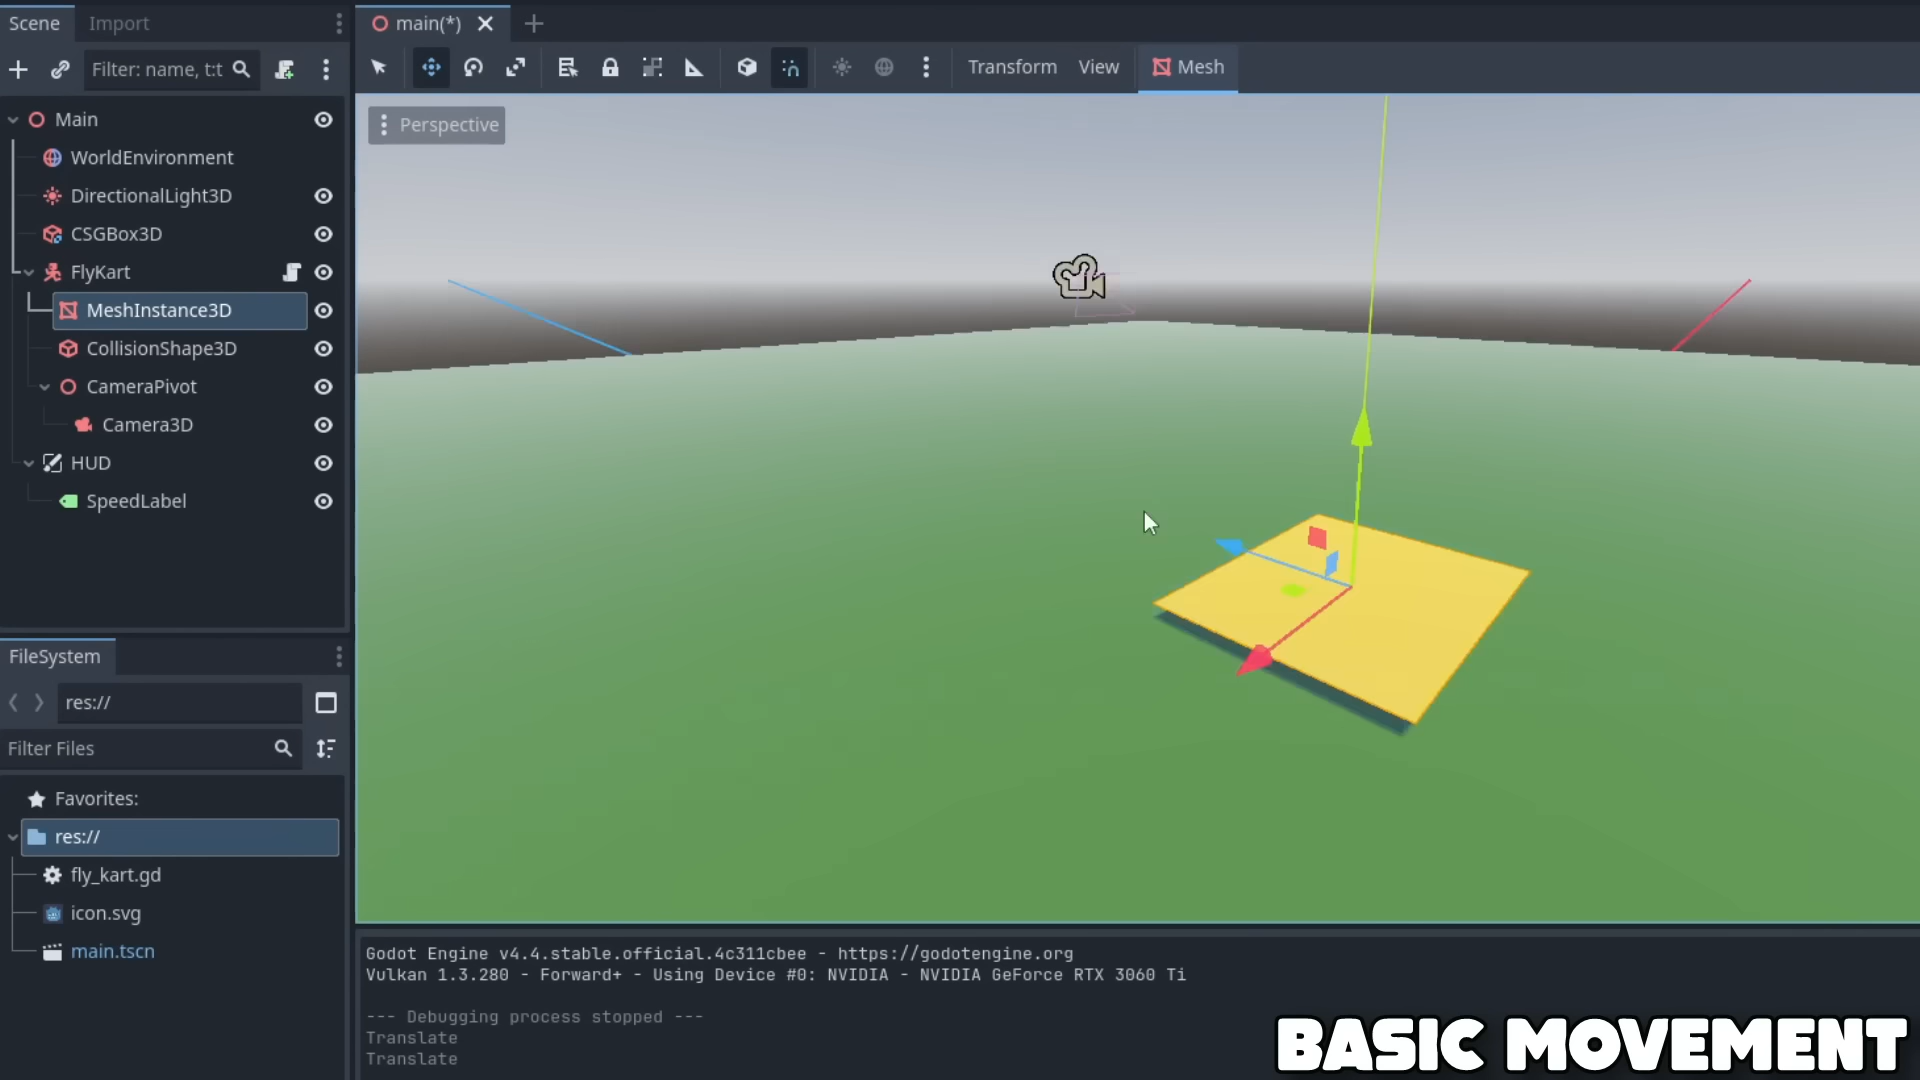 Scene
Import
main(*)
Filter: name, t:t
Transform
View
Mesh
Perspective
Main
WorldEnvironment
DirectionalLight3D
CSGBox3D
FlyKart
MeshInstance3D
CollisionShape3D
CameraPivot
Camera3D
HUD
SpeedLabel
FileSystem
res://
Filter Files
Favorites:
res://
fly_kart.gd
icon.svg
main.tscn
Godot Engine v4.4.stable.official.4c311cbee - https://godotengine.org
Vulkan 1.3.280 - Forward+ - Using Device #0: NVIDIA - NVIDIA GeForce RTX 3060 Ti
--- Debugging process stopped ---
Translate
Translate
BASIC MOVEMENT